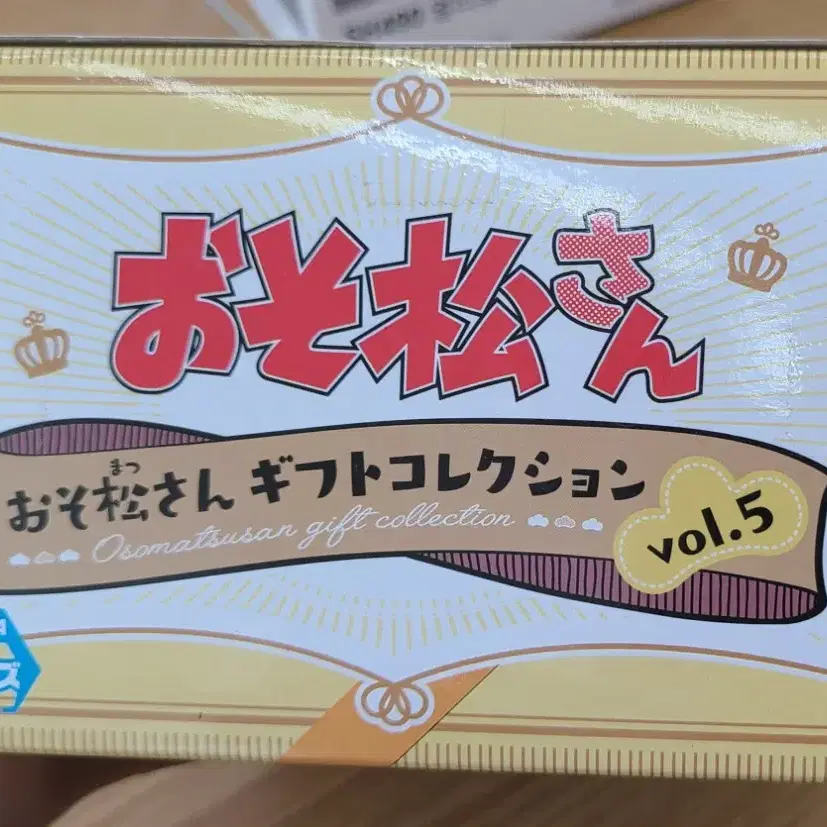 おそ松さん
まつ
おそ松さん ギフトコレクション
Osomatsusan gift collection
vol.5
ズ